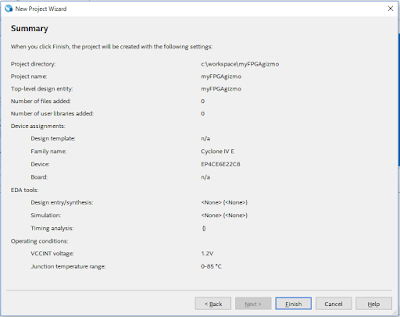 New Project Wizard
Summary
When you click Finish, the project will be created with the following settings:
Project directory: c:\workspace\myFPGAgizmo
Project name: myFPGAgizmo
Top-level design entity: myFPGAgizmo
Number of files added: 0
Number of user libraries added: 0
Device assignments:
Design template: n/a
Family name: Cyclone IV E
Device: EP4CE6E22C8
Board: n/a
EDA tools:
Design entry/synthesis: <None> (<None>)
Simulation: <None> (<None>)
Timing analysis: ()
Operating conditions:
VCCINT voltage: 1.2V
Junction temperature range: 0-85 °C
< Back Next > Finish Cancel Help